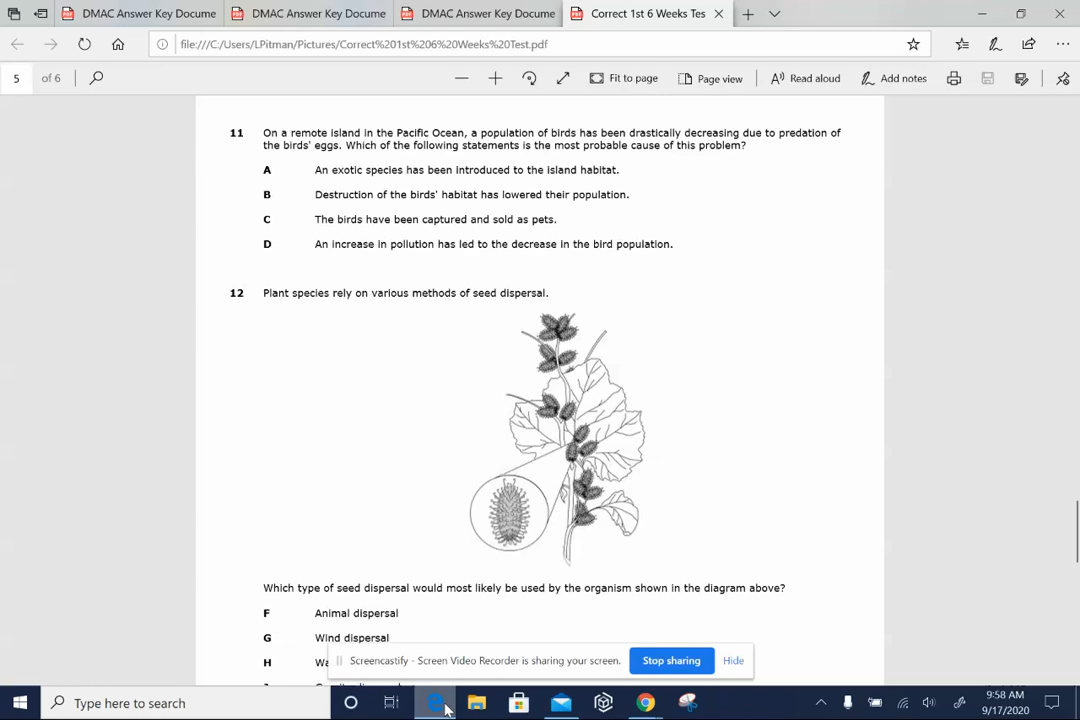 DMAC Answer Key Docume
DMAC Answer Key Docume
DMAC Answer Key Docume
Correct 1st 6 Weeks Tes
file:///C:/Users/LPitman/Pictures/Correct%201st%206%20Weeks%20Test.pdf
5 of 6
Fit to page
Page view
Read aloud
Add notes
11 On a remote island in the Pacific Ocean, a population of birds has been drastically decreasing due to predation of
the birds' eggs. Which of the following statements is the most probable cause of this problem?
A An exotic species has been introduced to the island habitat.
B Destruction of the birds' habitat has lowered their population.
C The birds have been captured and sold as pets.
D An increase in pollution has led to the decrease in the bird population.
12 Plant species rely on various methods of seed dispersal.
Which type of seed dispersal would most likely be used by the organism shown in the diagram above?
F Animal dispersal
G Wind dispersal
H
Screencastify - Screen Video Recorder is sharing your screen.
Stop sharing
Hide
Type here to search
9:58 AM
9/17/2020